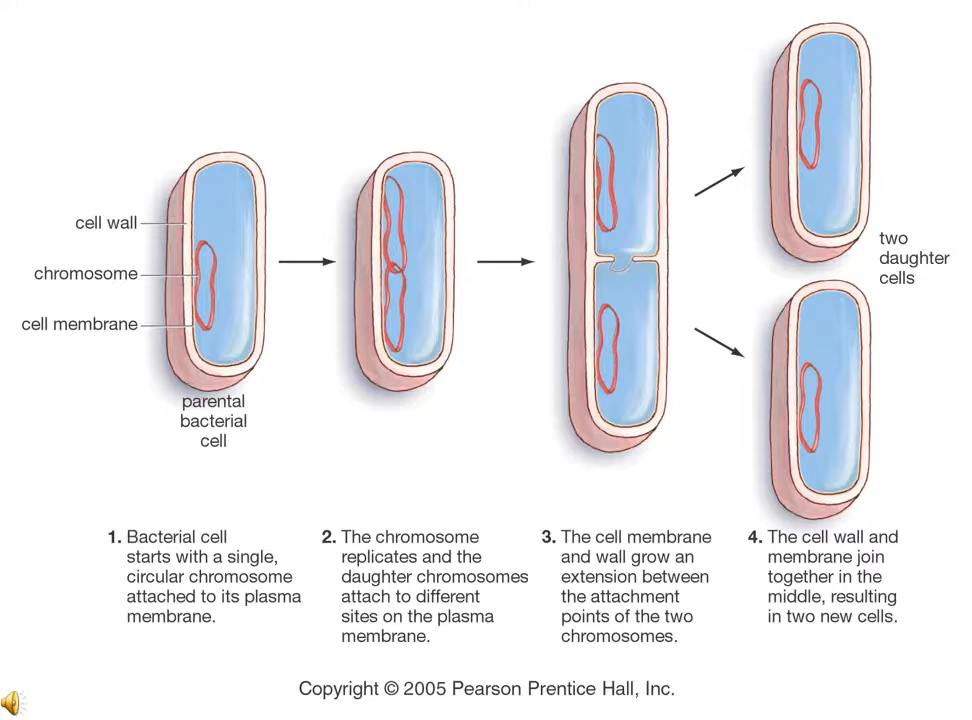 cell wall
chromosome
cell membrane
parental
bacterial
cell
two
daughter
cells
1. Bacterial cell
starts with a single,
circular chromosome
attached to its plasma
membrane.
2. The chromosome
replicates and the
daughter chromosomes
attach to different
sites on the plasma
membrane.
3. The cell membrane
and wall grow an
extension between
the attachment
points of the two
chromosomes.
4. The cell wall and
membrane join
together in the
middle, resulting
in two new cells.
Copyright © 2005 Pearson Prentice Hall, Inc.